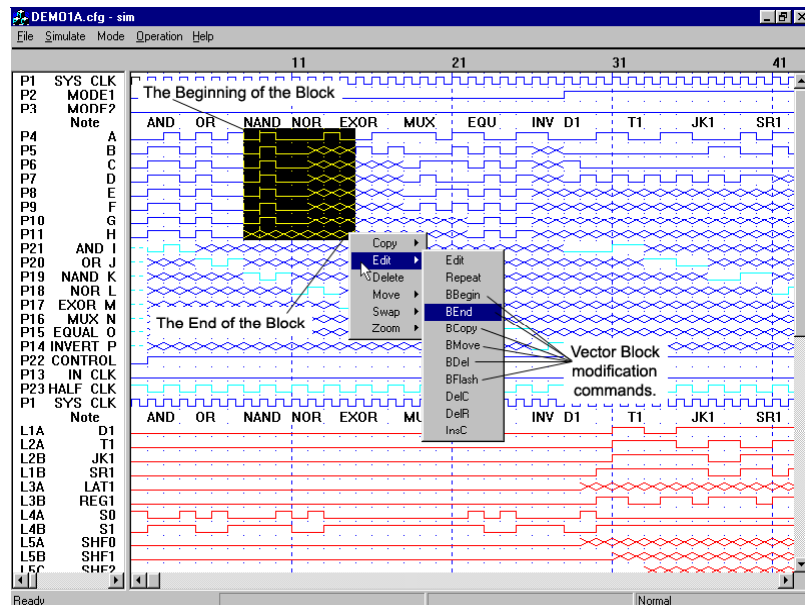 DEMO1A.cfg - sim
File Simulate Mode Operation Help
11 21 31 41
P1 SYS CLK
P2 MODE1
P3 MODE2
The Beginning of the Block
Note AND OR NAND NOR EXOR MUX EQU INV D1 T1 JK1 SR1
P4 A
P5 B
P6 C
P7 D
P8 E
P9 F
P10 G
P11 H
P21 AND I
P20 OR J
P19 NAND K
P18 NOR L
P17 EXOR M
P16 MUX N
P15 EQUAL O
P14 INVERT P
P22 CONTROL
P13 IN CLK
P23 HALF CLK
P1 SYS CLK
The End of the Block
Copy
Edit
Delete
Move
Swap
Zoom
Edit
Repeat
BBegin
BEnd
BCopy
BMove
BDel
BFlash
DelC
DelR
InsC
Vector Block
modification
commands.
Note AND OR NAND NOR EXOR MU INV D1 T1 JK1 SR1
L1A D1
L2A T1
L2B JK1
L1B SR1
L3A LAT1
L3B REG1
L4A S0
L4B S1
L5A SHF0
L5B SHF1
L5C SHF2
Ready Normal